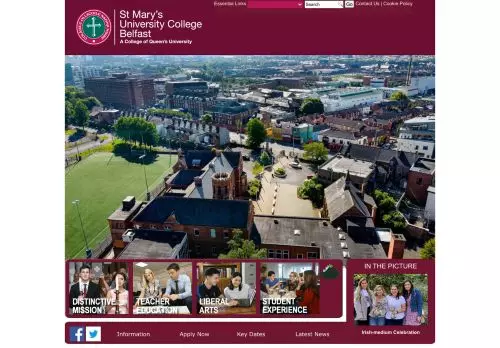 Essential Links
Search
Go
Contact Us | Cookie Policy
St Mary's
University College
Belfast
A College of Queen's University
DISTINCTIVE
MISSION
TEACHER
EDUCATION
LIBERAL
ARTS
STUDENT
EXPERIENCE
IN THE PICTURE
Irish-medium Celebration
Information
Apply Now
Key Dates
Latest News